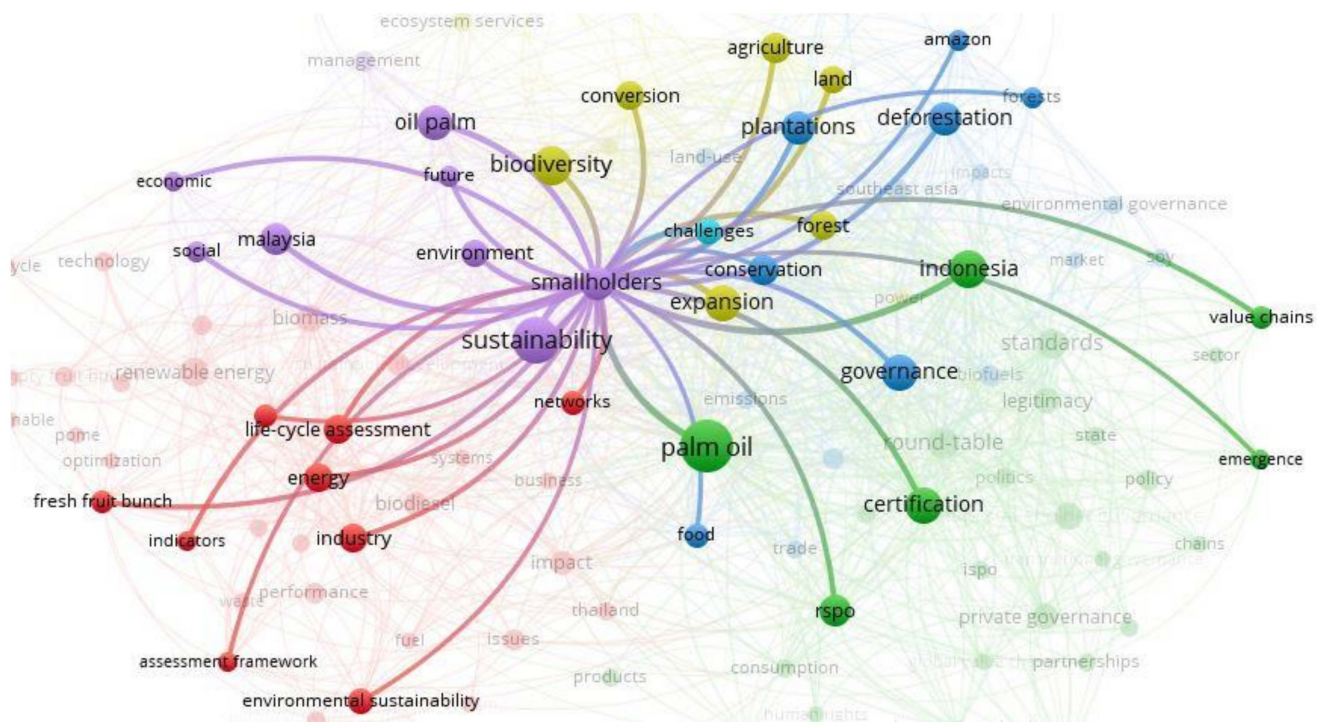 ecosystem services
amazon
agriculture
management
land
conversion
forests
oil palm
plantations
deforestation
land-use
biodiversity
impacts
future
economic
southeast asia
environmental governance
challenges
forest
social
malaysia
environment
market
soy
cycle
technology
conservation
indonesia
smallholders
power
expansion
biomass
value chains
sustainability
standards
sector
renewable energy
governance
biofuels
networks
emissions
legitimacy
life-cycle assessment
pome
round-table
state
palm oil
optimization
systems
emergence
energy
business
politics
policy
fresh fruit bunch
biodiesel
certification
indicators
industry
food
trade
chains
impact
ispo
performance
waste
thailand
rspo
private governance
fuel
issues
assessment framework
consumption
partnerships
products
environmental sustainability
human rights